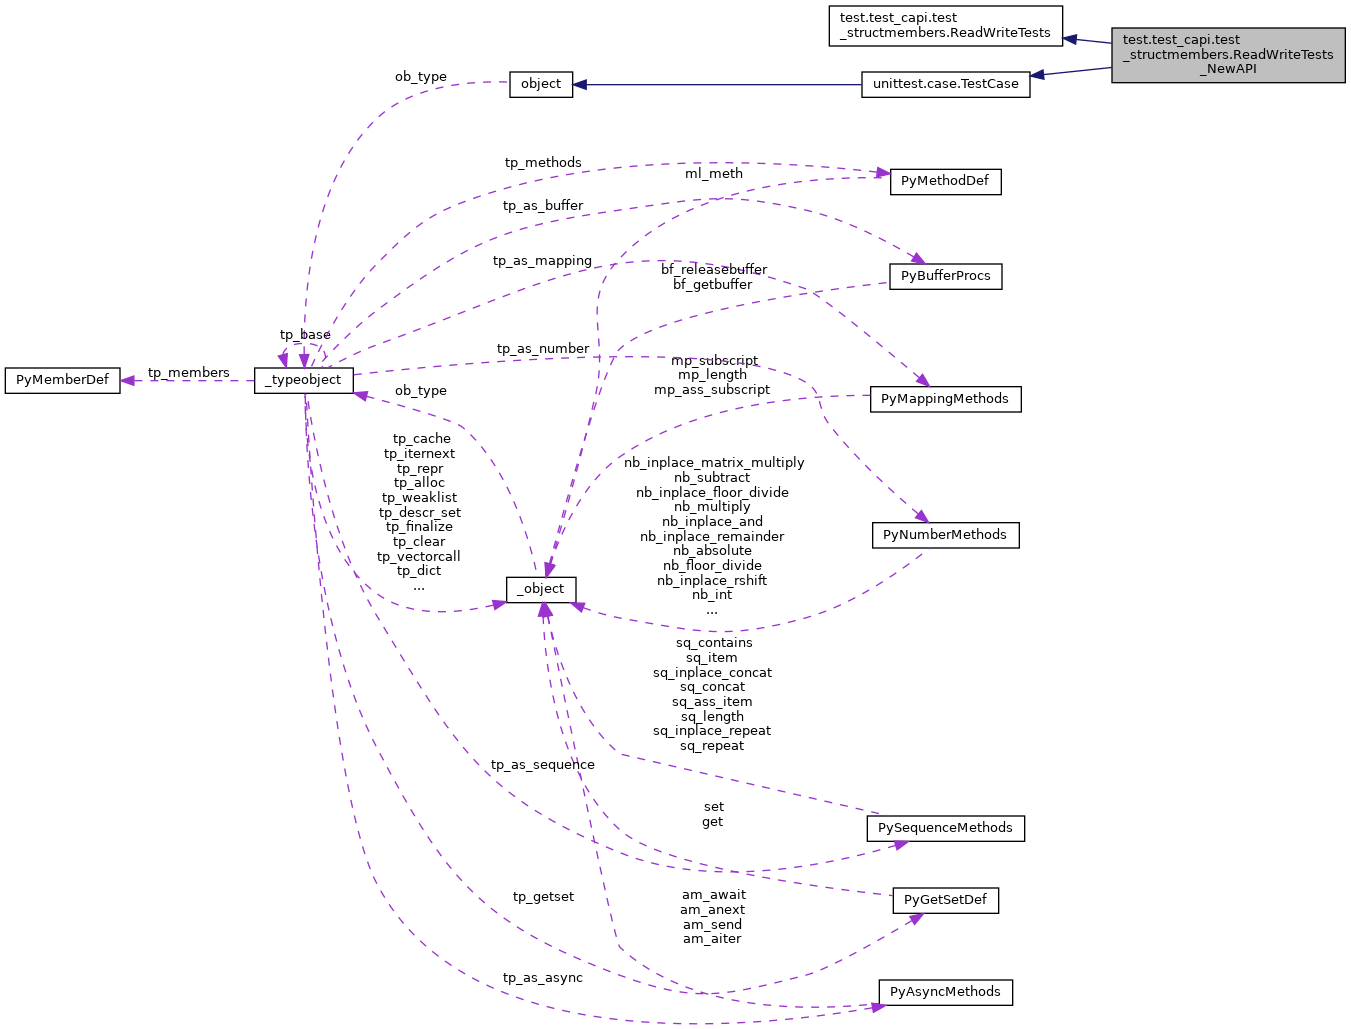 test.test_capi.test
_structmembers.ReadWriteTests
test.test_capi.test
_structmembers.ReadWriteTests
_NewAPI
ob_type
object
unittest.case.TestCase
tp_methods
ml_meth
PyMethodDef
tp_as_buffer
tp_as_mapping
bf_releasebuffer
bf_getbuffer
PyBufferProcs
tp_base
tp_as_number
mp_subscript
mp_length
mp_ass_subscript
PyMemberDef
tp_members
_typeobject
ob_type
PyMappingMethods
tp_cache
tp_iternext
tp_repr
tp_alloc
tp_weaklist
tp_descr_set
tp_finalize
tp_clear
tp_vectorcall
tp_dict
...
nb_inplace_matrix_multiply
nb_subtract
nb_inplace_floor_divide
nb_multiply
nb_inplace_and
nb_inplace_remainder
nb_absolute
nb_floor_divide
nb_inplace_rshift
nb_int
...
PyNumberMethods
_object
sq_contains
sq_item
sq_inplace_concat
sq_concat
sq_ass_item
sq_length
sq_inplace_repeat
sq_repeat
tp_as_sequence
set
get
PySequenceMethods
tp_getset
am_await
am_anext
am_send
am_aiter
PyGetSetDef
tp_as_async
PyAsyncMethods